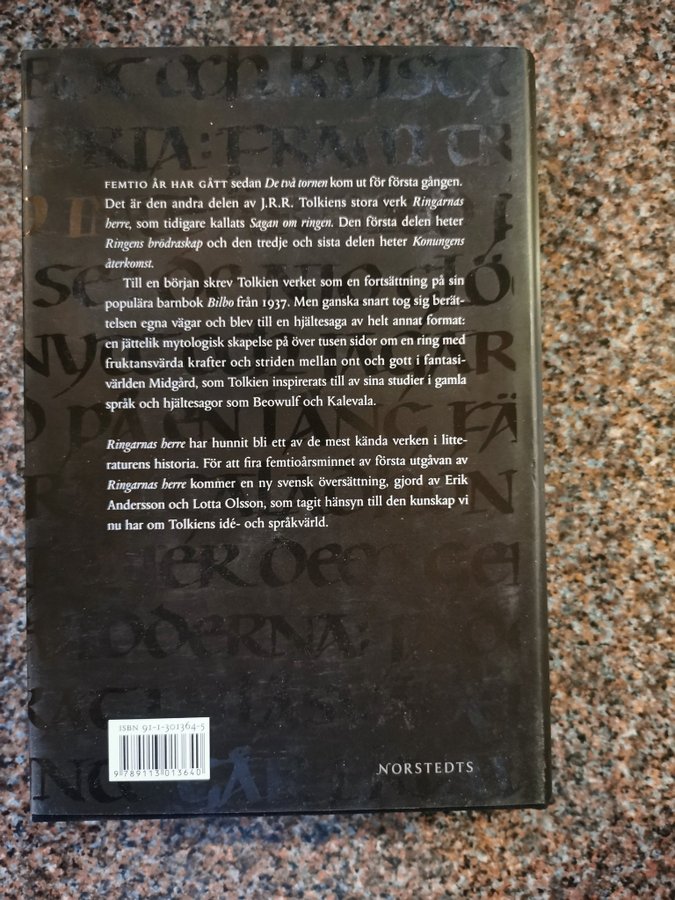 FEMTIO ÅR HAR GÅTT sedan De två tornen kom ut för första gången.
Det är den andra delen av J.R.R. Tolkiens stora verk Ringarnas
herre, som tidigare kallats Sagan om ringen. Den första delen heter
Ringens brödraskap och den tredje och sista delen heter Konungens
återkomst.
Till en början skrev Tolkien verket som en fortsättning på sin
populära barnbok Bilbo från 1937. Men ganska snart tog sig berät-
telsen egna vägar och blev till en hjältesaga av helt annat format:
en jättelik mytologisk skapelse på över tusen sidor om en ring med
fruktansvärda krafter och striden mellan ont och gott i fantasi-
världen Midgård, som Tolkien inspirerats till av sina studier i gamla
språk och hjältesagor som Beowulf och Kalevala.
Ringarnas herre har hunnit bli ett av de mest kända verken i litte-
raturens historia. För att fira femtioårsminnet av första utgåvan av
Ringarnas herre kommer en ny svensk översättning, gjord av Erik
Andersson och Lotta Olsson, som tagit hänsyn till den kunskap vi
nu har om Tolkiens idé- och språkvärld.
ISBN 91-1-301364-5
9 789113 013640
NORSTEDTS